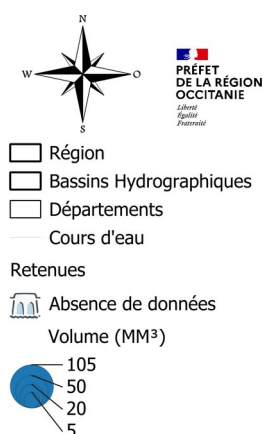 N
W
O
S
PRÉFET
DE LA RÉGION
OCCITANIE
Liberté
Égalité
Fraternité
Région
Bassins Hydrographiques
Départements
Cours d'eau
Retenues
Absence de données
Volume (MM³)
105
50
20
5